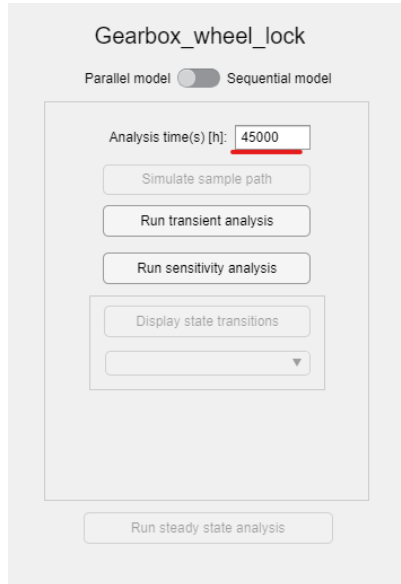 Gearbox_wheel_lock
Parallel model Sequential model
Analysis time(s) [h]: 45000
Simulate sample path
Run transient analysis
Run sensitivity analysis
Display state transitions
Run steady state analysis